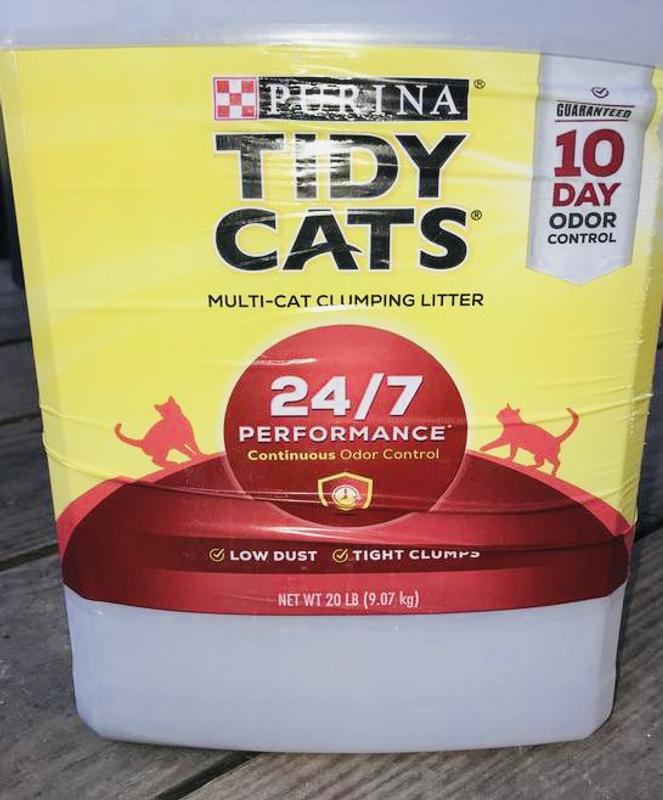 PURINA®
TIDY
CATS®
MULTI-CAT CLUMPING LITTER
GUARANTEED
10
DAY
ODOR
CONTROL
24/7
PERFORMANCE
Continuous Odor Control
LOW DUST TIGHT CLUMPS
NET WT 20 LB (9.07 kg)